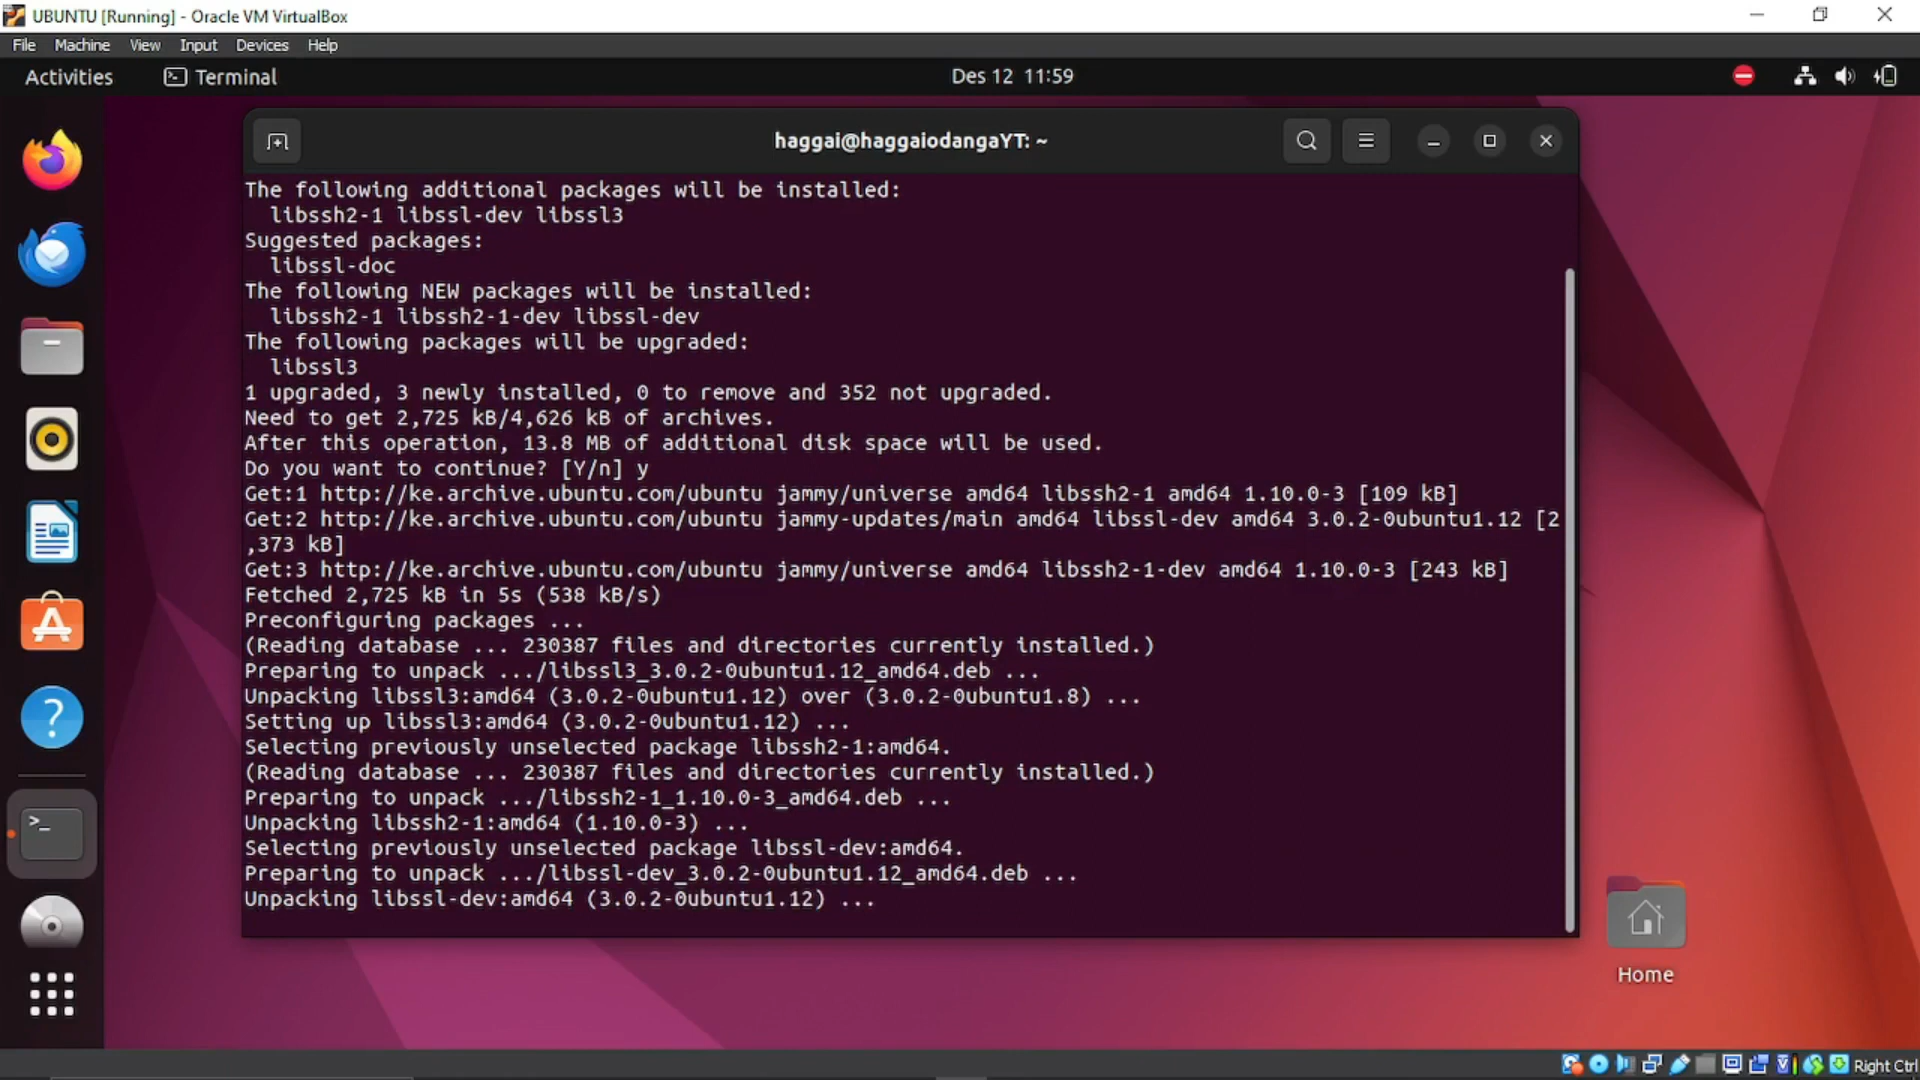 UBUNTU [Running] - Oracle VM VirtualBox
File Machine View Input Devices Help
Activities Terminal Des 12 11:59
haggai@haggaiodangaYT: ~
The following additional packages will be installed:
libssh2-1 libssl-dev libssl3
Suggested packages:
libssl-doc
The following NEW packages will be installed:
libssh2-1 libssh2-1-dev libssl-dev
The following packages will be upgraded:
libssl3
1 upgraded, 3 newly installed, 0 to remove and 352 not upgraded.
Need to get 2,725 kB/4,626 kB of archives.
After this operation, 13.8 MB of additional disk space will be used.
Do you want to continue? [Y/n] y
Get:1 http://ke.archive.ubuntu.com/ubuntu jammy/universe amd64 libssh2-1 amd64 1.10.0-3 [109 kB]
Get:2 http://ke.archive.ubuntu.com/ubuntu jammy-updates/main amd64 libssl-dev amd64 3.0.2-0ubuntu1.12 [2
,373 kB]
Get:3 http://ke.archive.ubuntu.com/ubuntu jammy/universe amd64 libssh2-1-dev amd64 1.10.0-3 [243 kB]
Fetched 2,725 kB in 5s (538 kB/s)
Preconfiguring packages ...
(Reading database ... 230387 files and directories currently installed.)
Preparing to unpack .../libssl3_3.0.2-0ubuntu1.12_amd64.deb ...
Unpacking libssl3:amd64 (3.0.2-0ubuntu1.12) over (3.0.2-0ubuntu1.8) ...
Setting up libssl3:amd64 (3.0.2-0ubuntu1.12) ...
Selecting previously unselected package libssh2-1:amd64.
(Reading database ... 230387 files and directories currently installed.)
Preparing to unpack .../libssh2-1_1.10.0-3_amd64.deb ...
Unpacking libssh2-1:amd64 (1.10.0-3) ...
Selecting previously unselected package libssl-dev:amd64.
Preparing to unpack .../libssl-dev_3.0.2-0ubuntu1.12_amd64.deb ...
Unpacking libssl-dev:amd64 (3.0.2-0ubuntu1.12) ...
Home
Right Ctrl